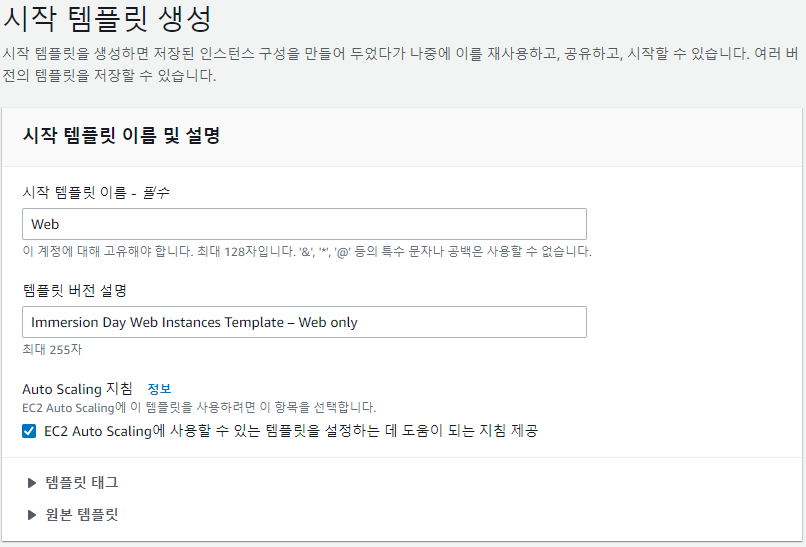 시작 템플릿 생성
시작 템플릿을 생성하면 저장된 인스턴스 구성을 만들어 두었다가 나중에 이를 재사용하고, 공유하고, 시작할 수 있습니다. 여러 버
전의 템플릿을 저장할 수 있습니다.
시작 템플릿 이름 및 설명
시작 템플릿 이름 - 필수
Web
이 계정에 대해 고유해야 합니다. 최대 128자입니다. '&', '*', '@' 등의 특수 문자나 공백은 사용할 수 없습니다.
템플릿 버전 설명
Immersion Day Web Instances Template – Web only
최대 255자
Auto Scaling 지침 정보
EC2 Auto Scaling에 이 템플릿을 사용하려면 이 항목을 선택합니다.
EC2 Auto Scaling에 사용할 수 있는 템플릿을 설정하는 데 도움이 되는 지침 제공
템플릿 태그
원본 템플릿